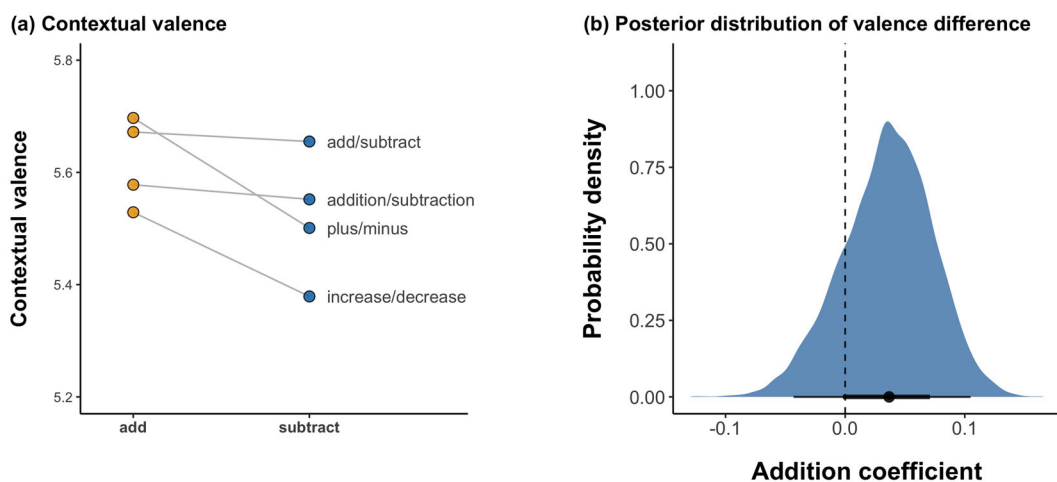 (a) Contextual valence
Contextual valence
5.8
5.6
5.4
5.2
add/subtract
addition/subtraction
plus/minus
increase/decrease
add
subtract
(b) Posterior distribution of valence difference
Probability density
1.00
0.75
0.50
0.25
0.00
-0.1
0.0
0.1
Addition coefficient